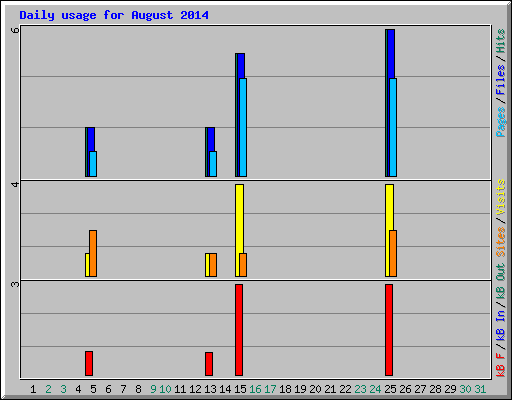 Daily usage for August 2014
6
4
3
Pages/Files/Hits
Sites/Visits
kB F/kB In/kB Out
1 2 3 4 5 6 7 8 9 10 11 12 13 14 15 16 17 18 19 20 21 22 23 24 25 26 27 28 29 30 31